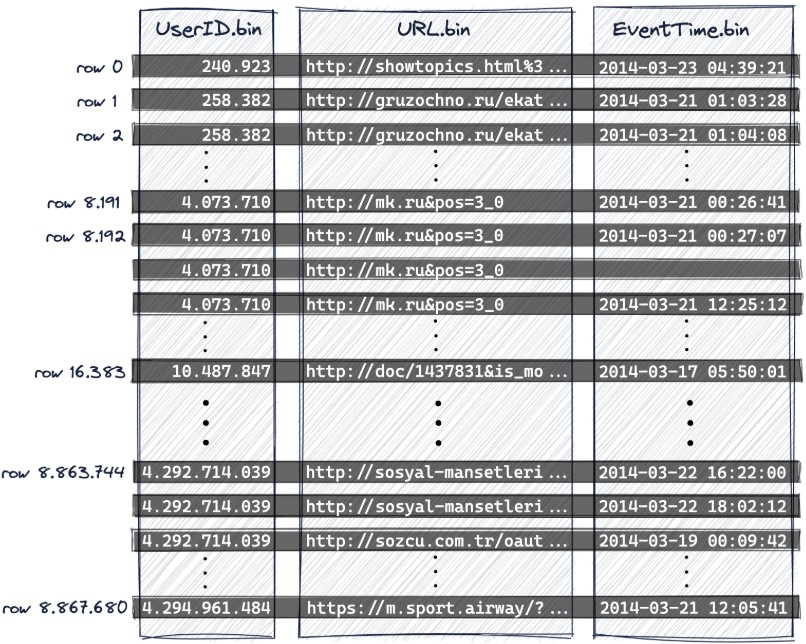 UserID.bin URL.bin EventTime.bin
row 0 240.923 http://showtopics.html%3 ... 2014-03-23 04:39:21
row 1 258.382 http://gruzochno.ru/ekat ... 2014-03-21 01:03:28
row 2 258.382 http://gruzochno.ru/ekat ... 2014-03-21 01:04:08
row 8.191 4.073.710 http://mk.ru&pos=3_0 2014-03-21 00:26:41
row 8.192 4.073.710 http://mk.ru&pos=3_0 2014-03-21 00:27:07
4.073.710 http://mk.ru&pos=3_0
4.073.710 http://mk.ru&pos=3_0 2014-03-21 12:25:12
row 16.383 10.487.847 http://doc/1437831&is_mo ... 2014-03-17 05:50:01
row 8.863.744 4.292.714.039 http://sosyal-mansetleri ... 2014-03-22 16:22:00
4.292.714.039 http://sosyal-mansetleri ... 2014-03-22 18:02:12
4.292.714.039 http://sozcu.com.tr/oaut ... 2014-03-19 00:09:42
row 8.867.680 4.294.961.484 https://m.sport.airway/? ... 2014-03-21 12:05:41